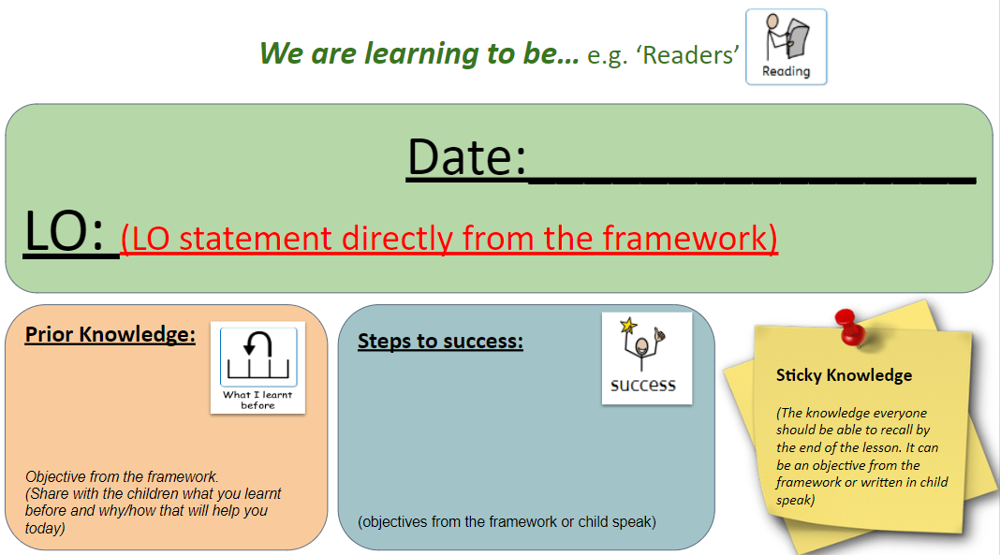 We are learning to be... e.g. ‘Readers’
Reading
Date:________________
LO: (LO statement directly from the framework)
Prior Knowledge:
What I learnt
before
Objective from the framework.
(Share with the children what you learnt
before and why/how that will help you
today)
Steps to success:
success
(objectives from the framework or child speak)
Sticky Knowledge
(The knowledge everyone
should be able to recall by
the end of the lesson. It can
be an objective from the
framework or written in child
speak)